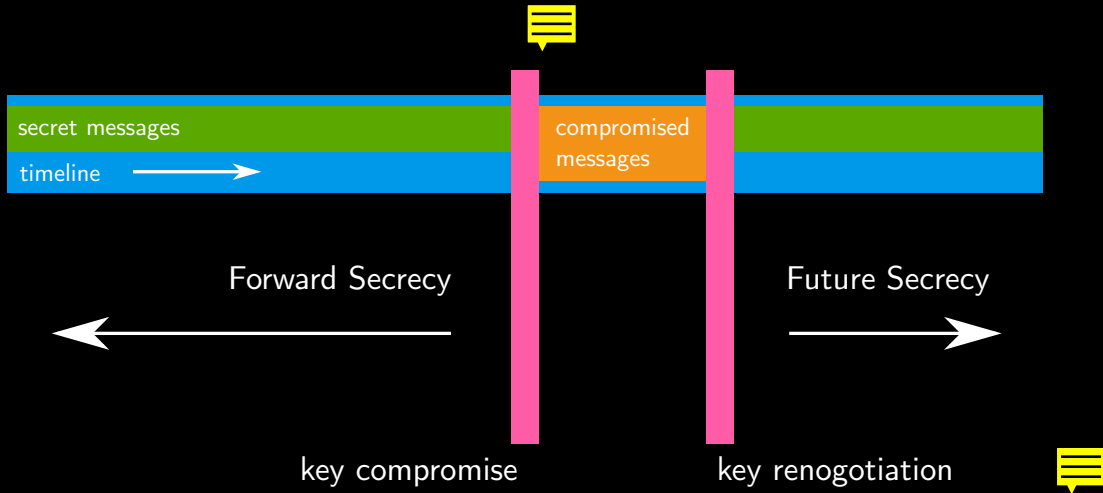 secret messages
compromised
messages
timeline
Forward Secrecy
Future Secrecy
key compromise
key renogotiation